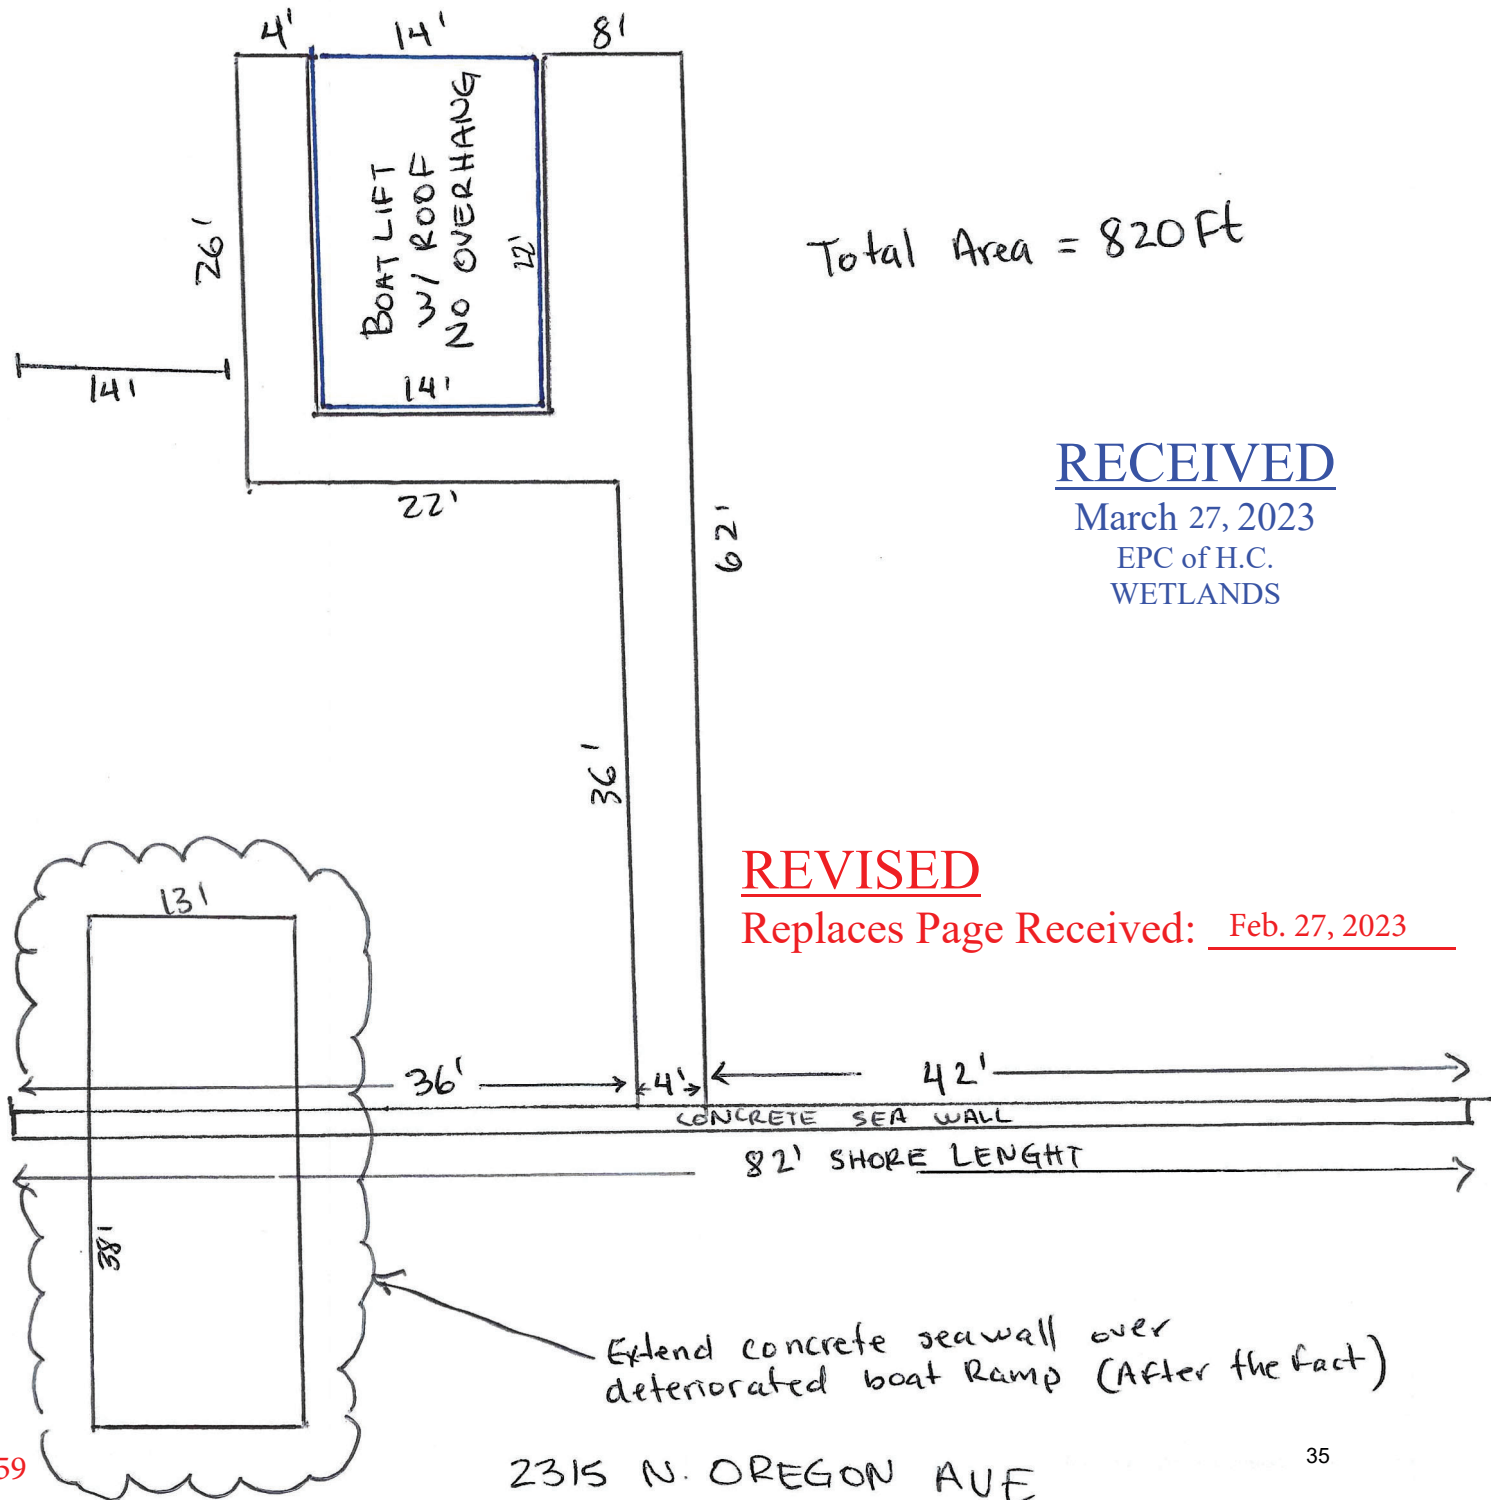 4' 14' 8'
BOAT LIFT
W/ ROOF
NO OVERHANG
22'
26'
14'
14'
Total Area = 820 Ft
22'
62'
RECEIVED
March 27, 2023
EPC of H.C.
WETLANDS
36'
REVISED
Replaces Page Received: Feb. 27, 2023
13'
36' 4' 42'
CONCRETE SEA WALL
82' SHORE LENGHT
38'
Extend concrete seawall over
deteriorated boat Ramp (After the fact)
2315 N. OREGON AVE
35
59